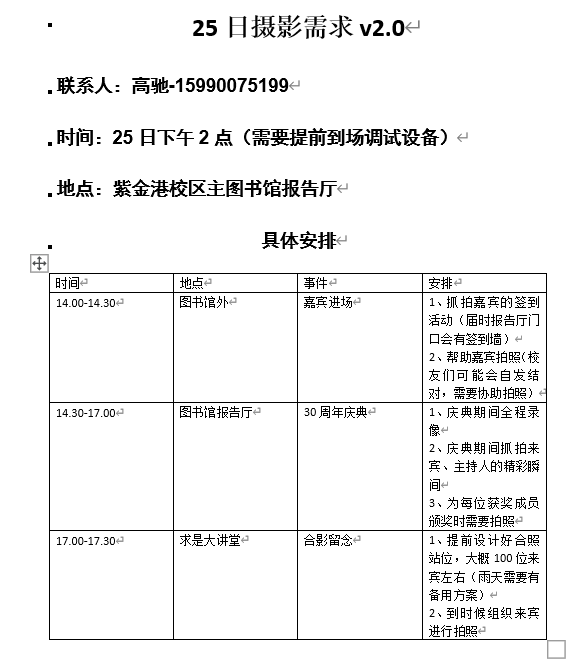 25 日摄影需求 v2.0
联系人：高驰-15990075199
时间：25 日下午 2 点（需要提前到场调试设备）
地点：紫金港校区主图书馆报告厅
具体安排
时间 地点 事件 安排
14.00-14.30 图书馆外 嘉宾进场 1、抓拍嘉宾的签到
活动（届时报告厅门
口会有签到墙）
2、帮助嘉宾拍照（校
友们可能会自发结
对，需要协助拍照）
14.30-17.00 图书馆报告厅 30 周年庆典 1、庆典期间全程录
像
2、庆典期间抓拍来
宾、主持人的精彩瞬
间
3、为每位获奖成员
颁奖时需要拍照
17.00-17.30 求是大讲堂 合影留念 1、提前设计好合照
站位，大概 100 位来
宾左右（雨天需要有
备用方案）
2、到时候组织来宾
进行拍照